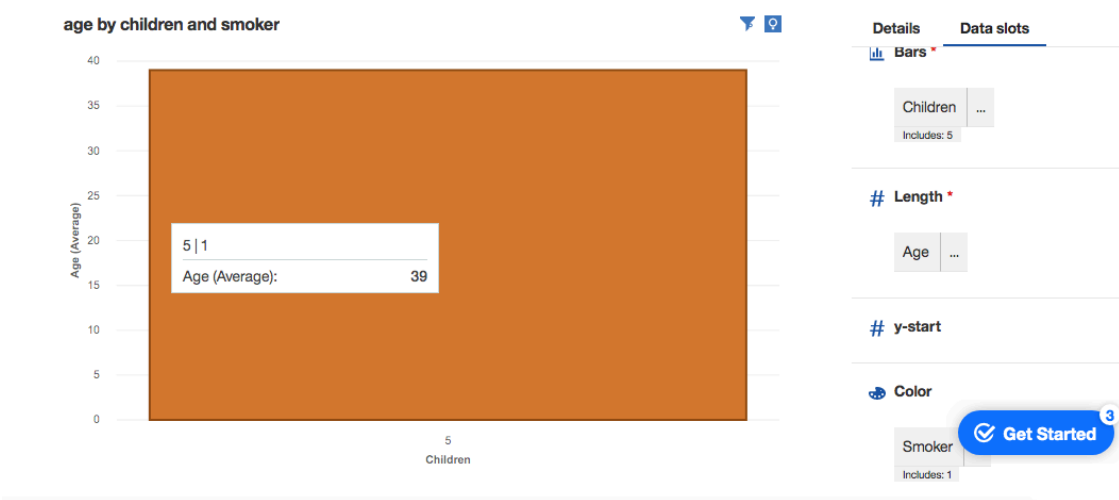 age by children and smoker
40
35
30
25
20
15
10
5
0
Age (Average)
5 | 1
Age (Average): 39
5
Children
Details Data slots
Bars *
Children ...
Includes: 5
# Length *
Age ...
# y-start
Color
Smoker
Includes: 1
Get Started
3